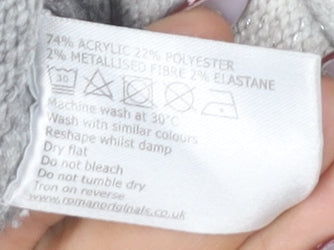 74% ACRYLIC 22% POLYESTER
2% METALLISED FIBRE 2% ELASTANE
30
Machine wash at 30°C
Wash with similar colours
Reshape whilst damp
Dry flat
Do not bleach
Do not tumble dry
Iron on reverse
www.romanoriginals.co.uk